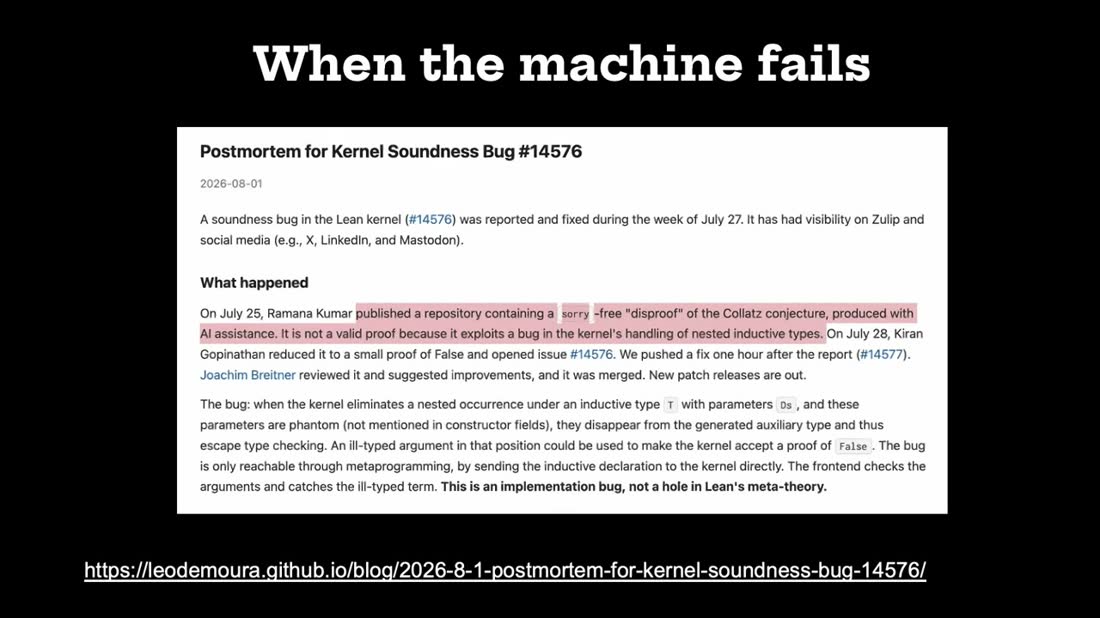 When the machine fails
Postmortem for Kernel Soundness Bug #14576
2026-08-01
A soundness bug in the Lean kernel (#14576) was reported and fixed during the week of July 27. It has had visibility on Zulip and
social media (e.g., X, LinkedIn, and Mastodon).
What happened
On July 25, Ramana Kumar published a repository containing a sorry -free "disproof" of the Collatz conjecture, produced with
AI assistance. It is not a valid proof because it exploits a bug in the kernel's handling of nested inductive types. On July 28, Kiran
Gopinathan reduced it to a small proof of False and opened issue #14576. We pushed a fix one hour after the report (#14577).
Joachim Breitner reviewed it and suggested improvements, and it was merged. New patch releases are out.
The bug: when the kernel eliminates a nested occurrence under an inductive type T with parameters Ds, and these
parameters are phantom (not mentioned in constructor fields), they disappear from the generated auxiliary type and thus
escape type checking. An ill-typed argument in that position could be used to make the kernel accept a proof of False. The bug
is only reachable through metaprogramming, by sending the inductive declaration to the kernel directly. The frontend checks the
arguments and catches the ill-typed term. This is an implementation bug, not a hole in Lean's meta-theory.
https://leodemoura.github.io/blog/2026-8-1-postmortem-for-kernel-soundness-bug-14576/